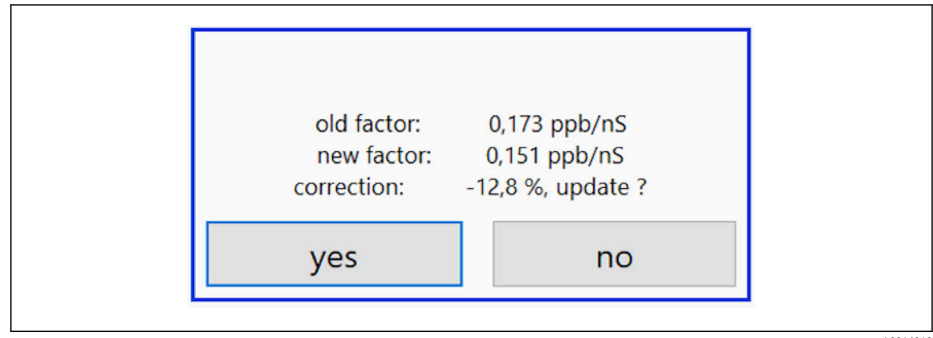 old factor: 0,173 ppb/nS
new factor: 0,151 ppb/nS
correction: -12,8 %, update ?
yes no